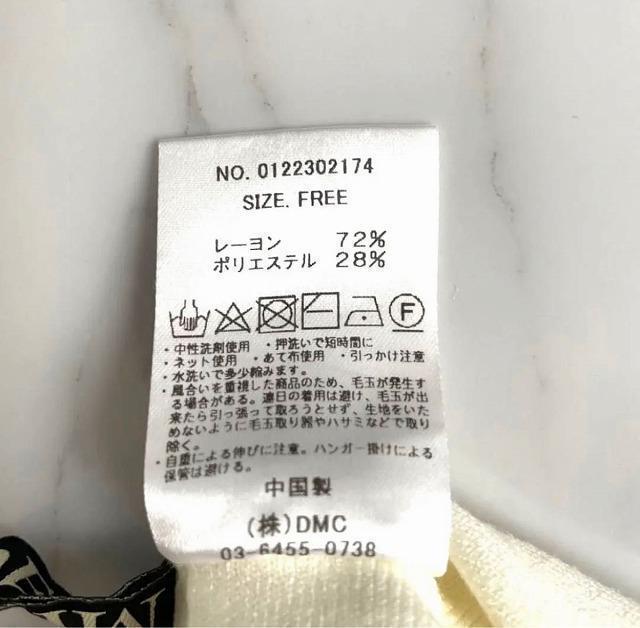 NO. 0122302174
SIZE. FREE
レーヨン 72%
ポリエステル 28%
F
・中性洗剤使用 ・押洗いで短時間に
・ネット使用 ・あて布使用 ・引っかけ注意
・水洗いで多少縮みます。
・風合いを重視した商品のため、毛玉が発生す
る場合がある。連日の着用は避け、毛玉が出
来たら引っ張って取ろうとせず、生地をいた
めないように毛玉取り器やハサミなどで取り
除く。
・自重による伸びに注意。ハンガー掛けによる
保管は避ける。
中国製
(株)DMC
03-6455-0738